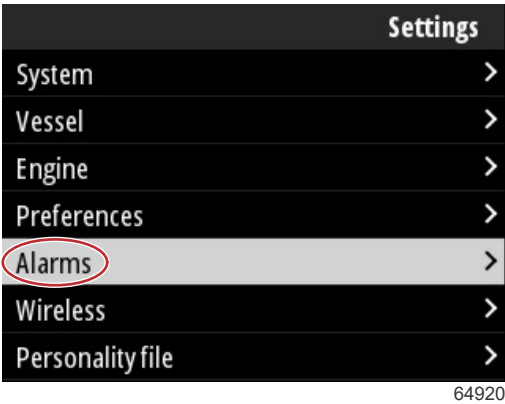 Settings
System
Vessel
Engine
Preferences
Alarms
Wireless
Personality file
64920